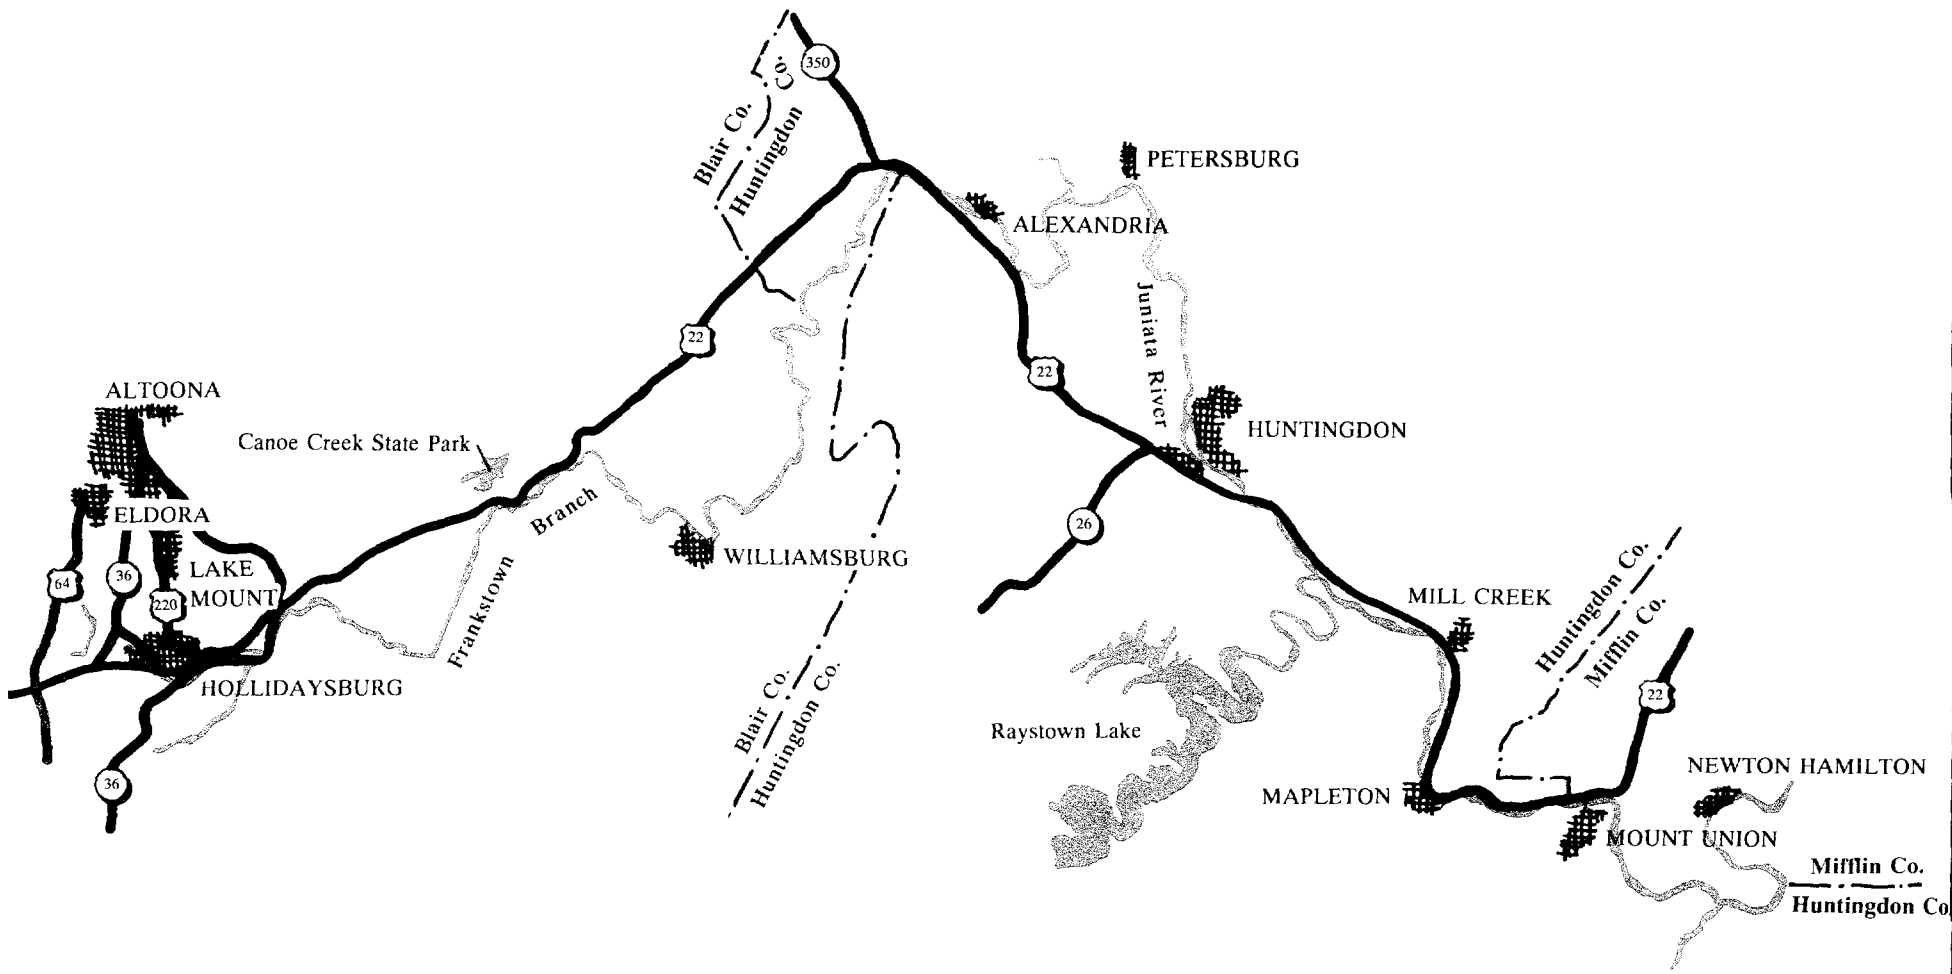 350
Blair Co.
Huntingdon Co.
PETERSBURG
ALEXANDRIA
Juniata River
22
22
ALTOONA
Canoe Creek State Park
HUNTINGDON
ELDORA
Frankstown Branch
26
WILLIAMSBURG
64
36
220
LAKE
MOUNT
MILL CREEK
Huntingdon Co.
Mifflin Co.
HOLLIDAYSBURG
Blair Co.
Huntingdon Co.
Raystown Lake
22
36
MAPLETON
NEWTON HAMILTON
MOUNT UNION
Mifflin Co.
Huntingdon Co